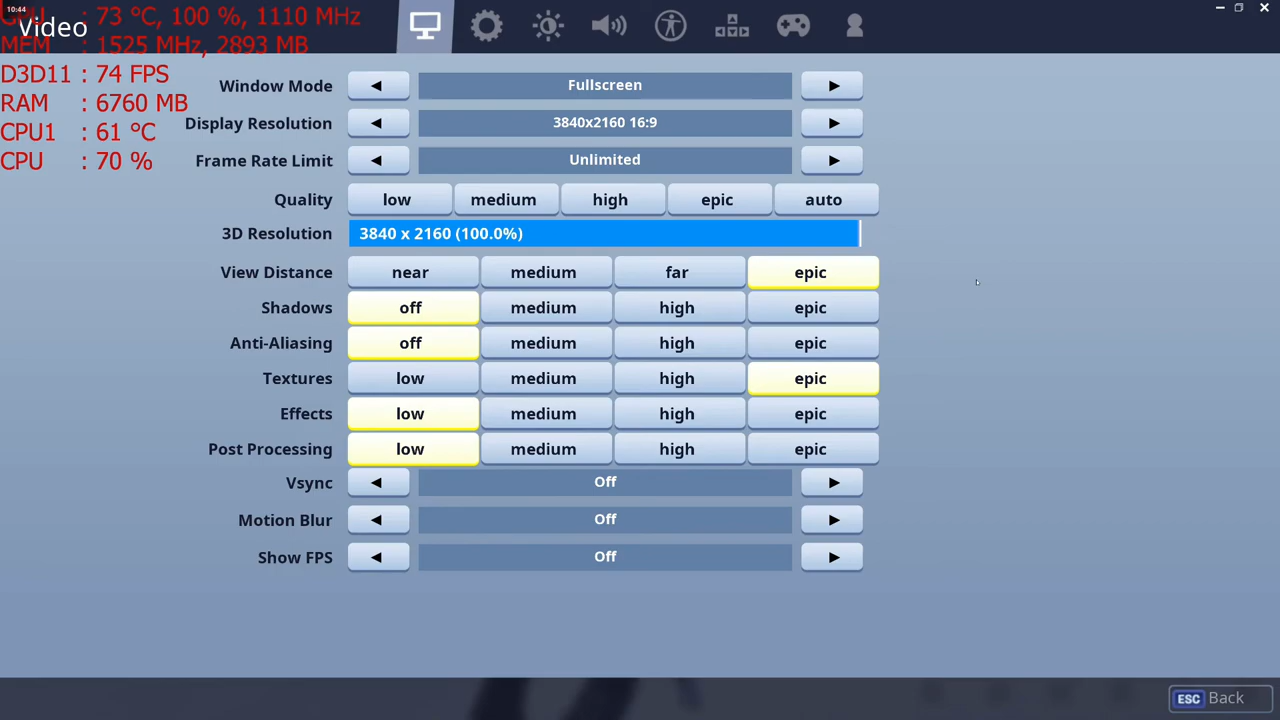 10:44
GPU : 73 °C, 100 %, 1110 MHz
Video
MEM : 1525 MHz, 2893 MB
D3D11 : 74 FPS
RAM : 6760 MB
CPU1 : 61 °C
CPU : 70 %
Window Mode Fullscreen
Display Resolution 3840x2160 16:9
Frame Rate Limit Unlimited
Quality low medium high epic auto
3D Resolution 3840 x 2160 (100.0%)
View Distance near medium far epic
Shadows off medium high epic
Anti-Aliasing off medium high epic
Textures low medium high epic
Effects low medium high epic
Post Processing low medium high epic
Vsync Off
Motion Blur Off
Show FPS Off
ESC Back